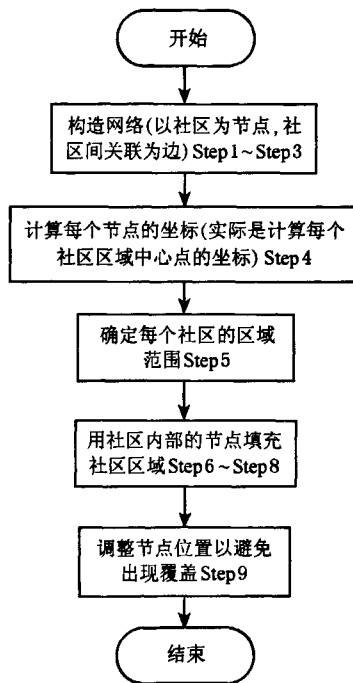 开始
构造网络(以社区为节点,社
区间关联为边)Step1~Step3
计算每个节点的坐标(实际是计算每个
社区区域中心点的坐标)Step4
确定每个社区的区域
范围Step5
用社区内部的节点填充
社区区域Step6~Step8
调整节点位置以避免
出现覆盖Step9
结束